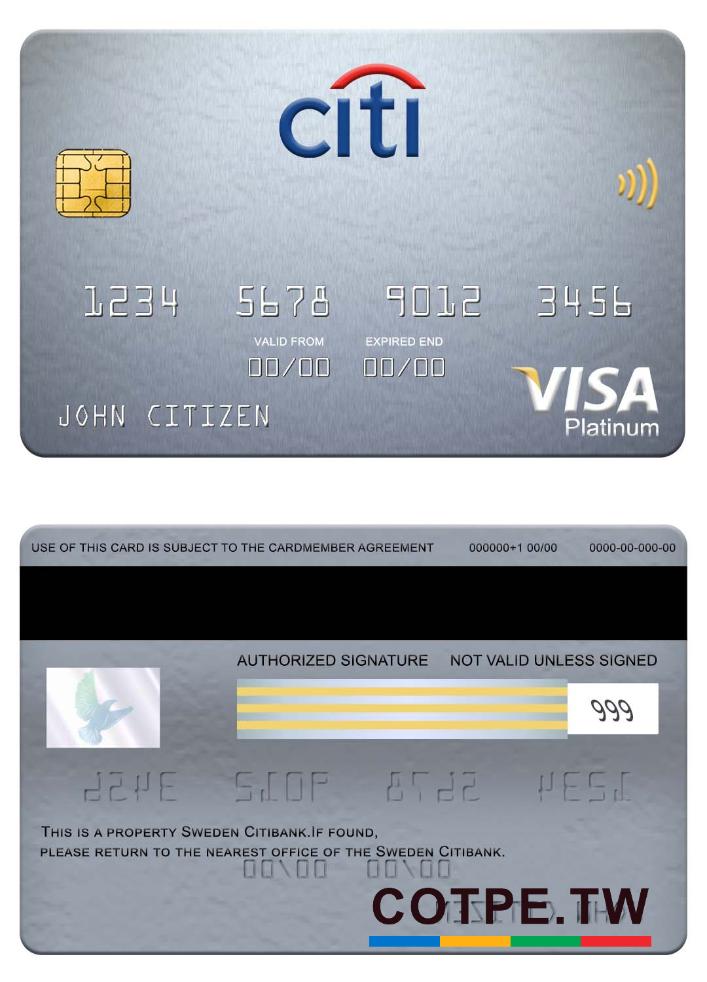 citi
1234 5678 9012 3456
VALID FROM EXPIRED END
00/00 00/00
JOHN CITIZEN
VISA
Platinum
USE OF THIS CARD IS SUBJECT TO THE CARDMEMBER AGREEMENT 000000+1 00/00 0000-00-000-00
AUTHORIZED SIGNATURE NOT VALID UNLESS SIGNED
999
THIS IS A PROPERTY SWEDEN CITIBANK.IF FOUND,
PLEASE RETURN TO THE NEAREST OFFICE OF THE SWEDEN CITIBANK.
COTPE.TW